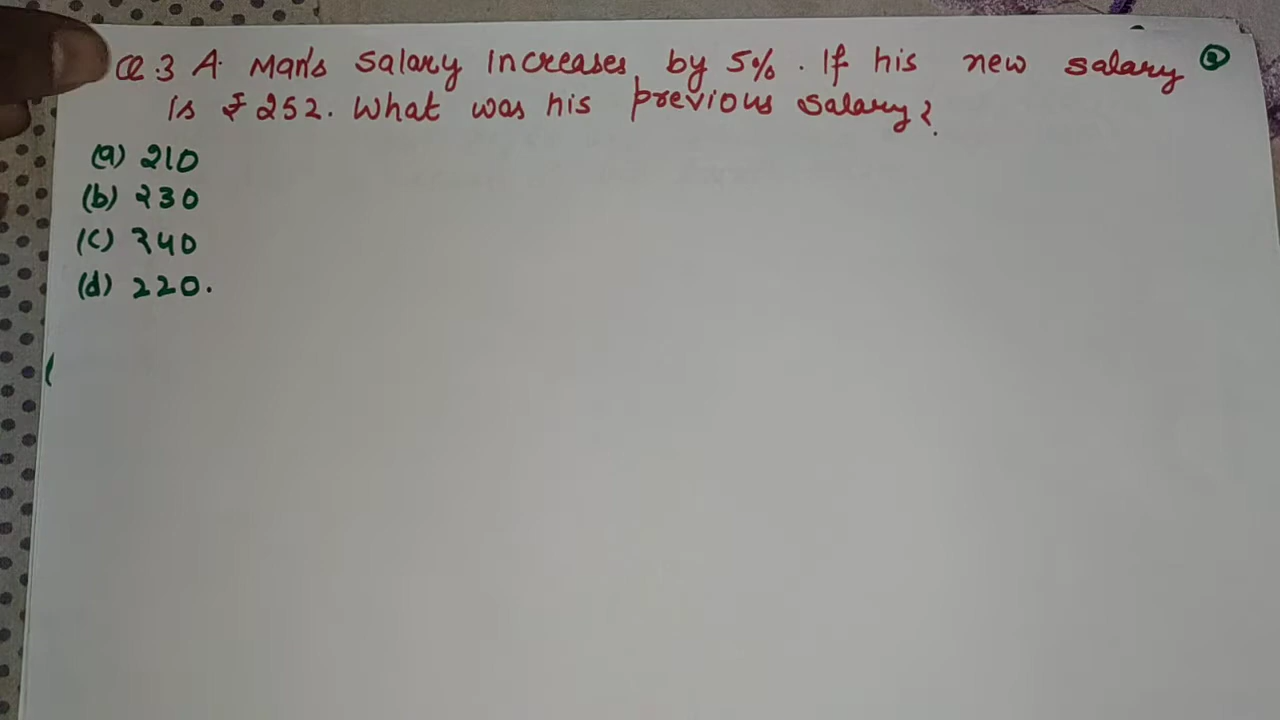 Q.3 A Man's Salary Increases by 5%. If his new salary
is ₹252. What was his previous salary?
(a) 210
(b) 230
(c) 240
(d) 220.